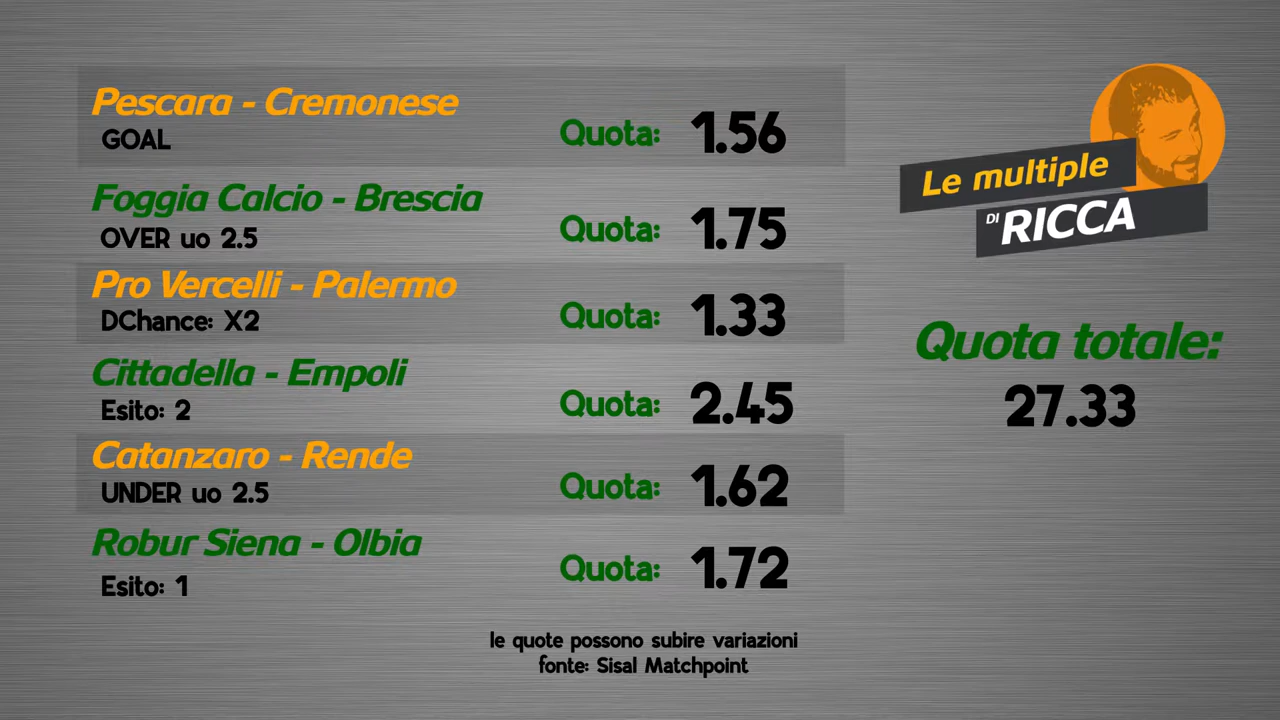 Pescara - Cremonese
GOAL
Quota: 1.56
Foggia Calcio - Brescia
OVER uo 2.5
Quota: 1.75
Pro Vercelli - Palermo
DChance: X2
Quota: 1.33
Cittadella - Empoli
Esito: 2
Quota: 2.45
Catanzaro - Rende
UNDER uo 2.5
Quota: 1.62
Robur Siena - Olbia
Esito: 1
Quota: 1.72
le quote possono subire variazioni
fonte: Sisal Matchpoint
Le multiple
DI RICCA
Quota totale:
27.33